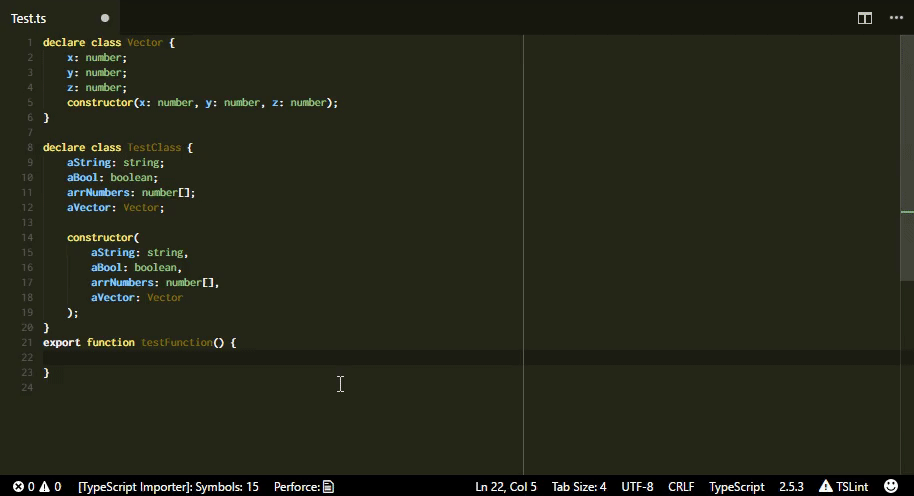 Test.ts
1 declare class Vector {
2 x: number;
3 y: number;
4 z: number;
5 constructor(x: number, y: number, z: number);
6 }
7
8 declare class TestClass {
9 aString: string;
10 aBool: boolean;
11 arrNumbers: number[];
12 aVector: Vector;
13
14 constructor(
15 aString: string,
16 aBool: boolean,
17 arrNumbers: number[],
18 aVector: Vector
19 );
20 }
21 export function testFunction() {
22
23 }
24
0 0 [TypeScript Importer]: Symbols: 15 Perforce: Ln 22, Col 5 Tab Size: 4 UTF-8 CRLF TypeScript 2.5.3 TSLint